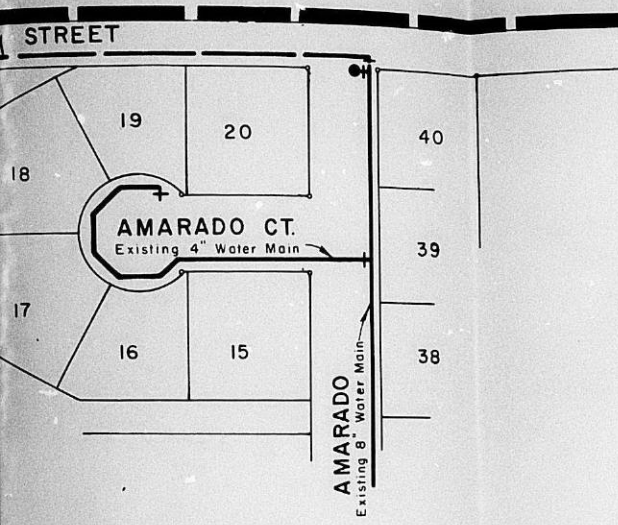 STREET
19
20
40
18
AMARADO CT.
Existing 4" Water Main
39
17
16
15
38
AMARADO
Existing 8" Water Main